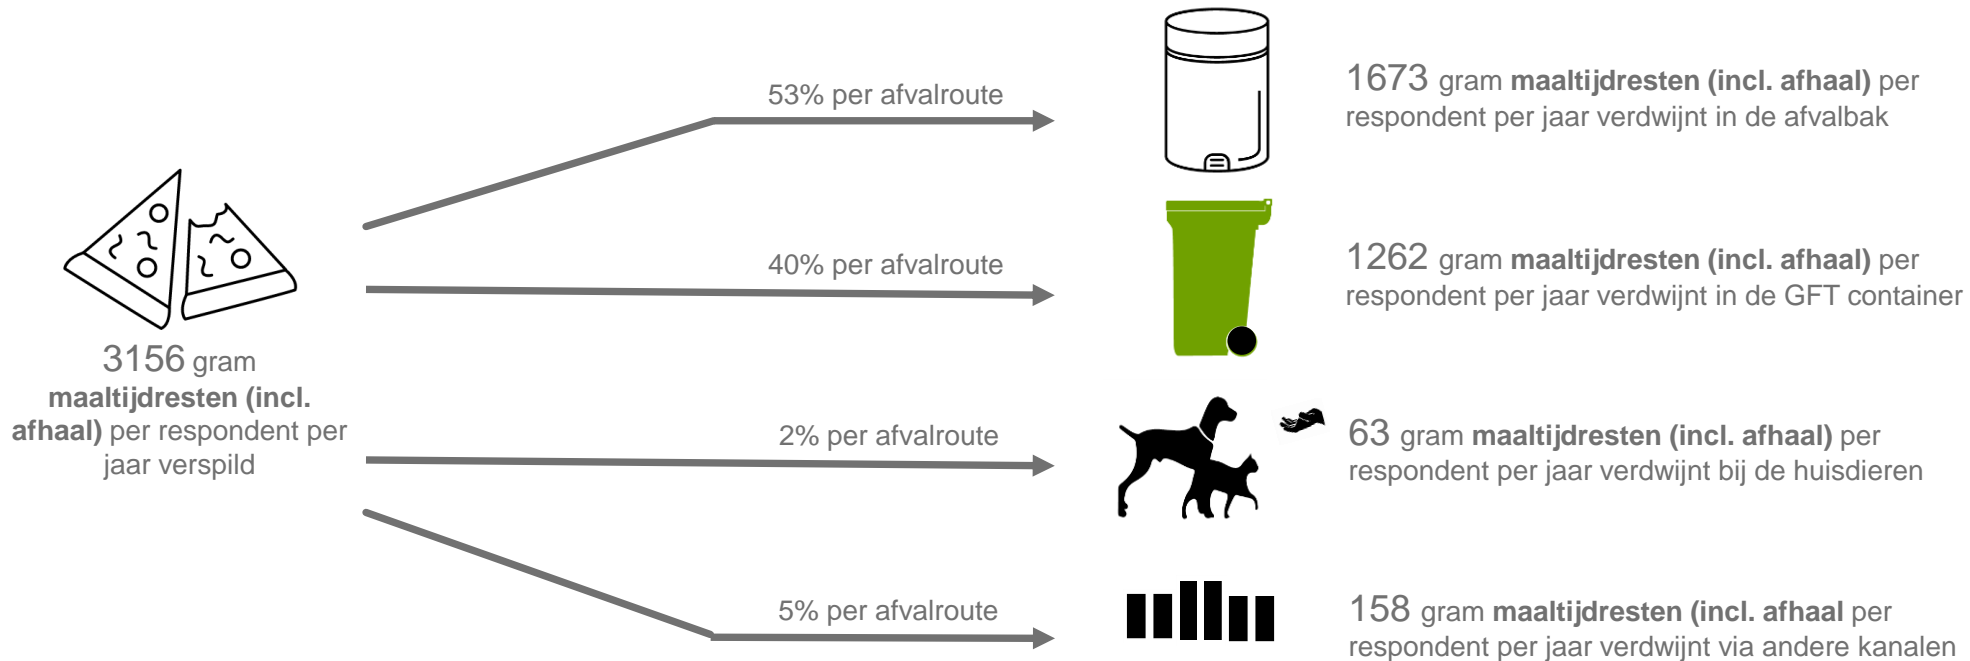 53% per afvalroute
1673 gram maaltijdresten (incl. afhaal) per
respondent per jaar verdwijnt in de afvalbak
40% per afvalroute
1262 gram maaltijdresten (incl. afhaal) per
respondent per jaar verdwijnt in de GFT container
3156 gram
maaltijdresten (incl.
afhaal) per respondent per
jaar verspild
2% per afvalroute
63 gram maaltijdresten (incl. afhaal) per
respondent per jaar verdwijnt bij de huisdieren
5% per afvalroute
158 gram maaltijdresten (incl. afhaal per
respondent per jaar verdwijnt via andere kanalen